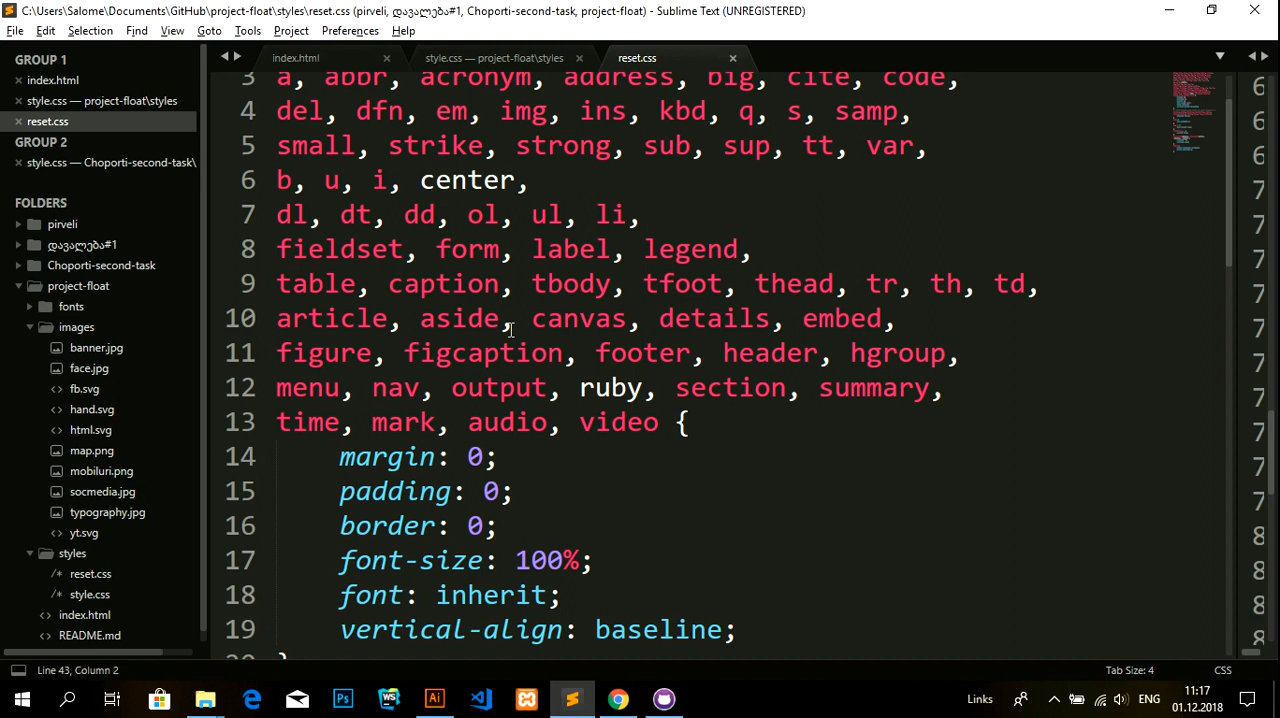 C:\Users\Salome\Documents\GitHub\project-float\styles\reset.css (pirveli, დავალება#1, Choporti-second-task, project-float) - Sublime Text (UNREGISTERED)
File Edit Selection Find View Goto Tools Project Preferences Help
GROUP 1
index.html
style.css — project-float\styles
reset.css
GROUP 2
style.css — Choporti-second-task\
FOLDERS
pirveli
დავალება#1
Choporti-second-task
project-float
fonts
images
banner.jpg
face.jpg
fb.svg
hand.svg
html.svg
map.png
mobiluri.png
socmedia.jpg
typography.jpg
yt.svg
styles
reset.css
style.css
index.html
README.md
index.html style.css — project-float\styles reset.css
3 a, abbr, acronym, address, big, cite, code,
4 del, dfn, em, img, ins, kbd, q, s, samp,
5 small, strike, strong, sub, sup, tt, var,
6 b, u, i, center,
7 dl, dt, dd, ol, ul, li,
8 fieldset, form, label, legend,
9 table, caption, tbody, tfoot, thead, tr, th, td,
10 article, aside, canvas, details, embed,
11 figure, figcaption, footer, header, hgroup,
12 menu, nav, output, ruby, section, summary,
13 time, mark, audio, video {
14 margin: 0;
15 padding: 0;
16 border: 0;
17 font-size: 100%;
18 font: inherit;
19 vertical-align: baseline;
Line 43, Column 2 Tab Size: 4 CSS
Links ENG 11:17
01.12.2018